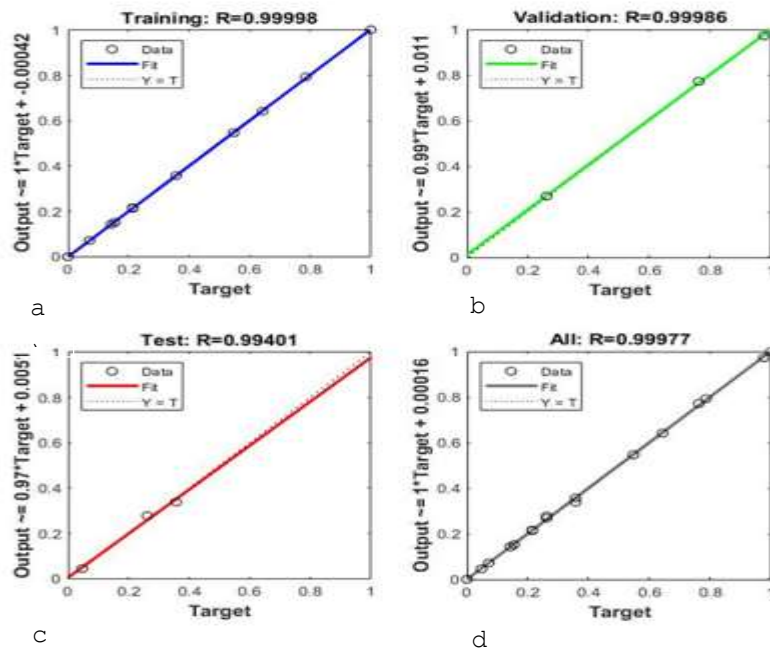 Training: R=0.99998
Output ~= 1*Target + -0.00042
1
0.8
0.6
0.4
0.2
0
Data
Fit
Y = T
0 0.2 0.4 0.6 0.8 1
Target
a
Validation: R=0.99986
Output ~= 0.99*Target + 0.011
1
0.8
0.6
0.4
0.2
0
Data
Fit
Y = T
0 0.2 0.4 0.6 0.8 1
Target
b
Test: R=0.99401
Output ~= 0.97*Target + 0.0051
1
0.8
0.6
0.4
0.2
0
Data
Fit
Y = T
0 0.2 0.4 0.6 0.8 1
Target
c
All: R=0.99977
Output ~= 1*Target + 0.00016
1
0.8
0.6
0.4
0.2
0
Data
Fit
Y = T
0 0.2 0.4 0.6 0.8 1
Target
d